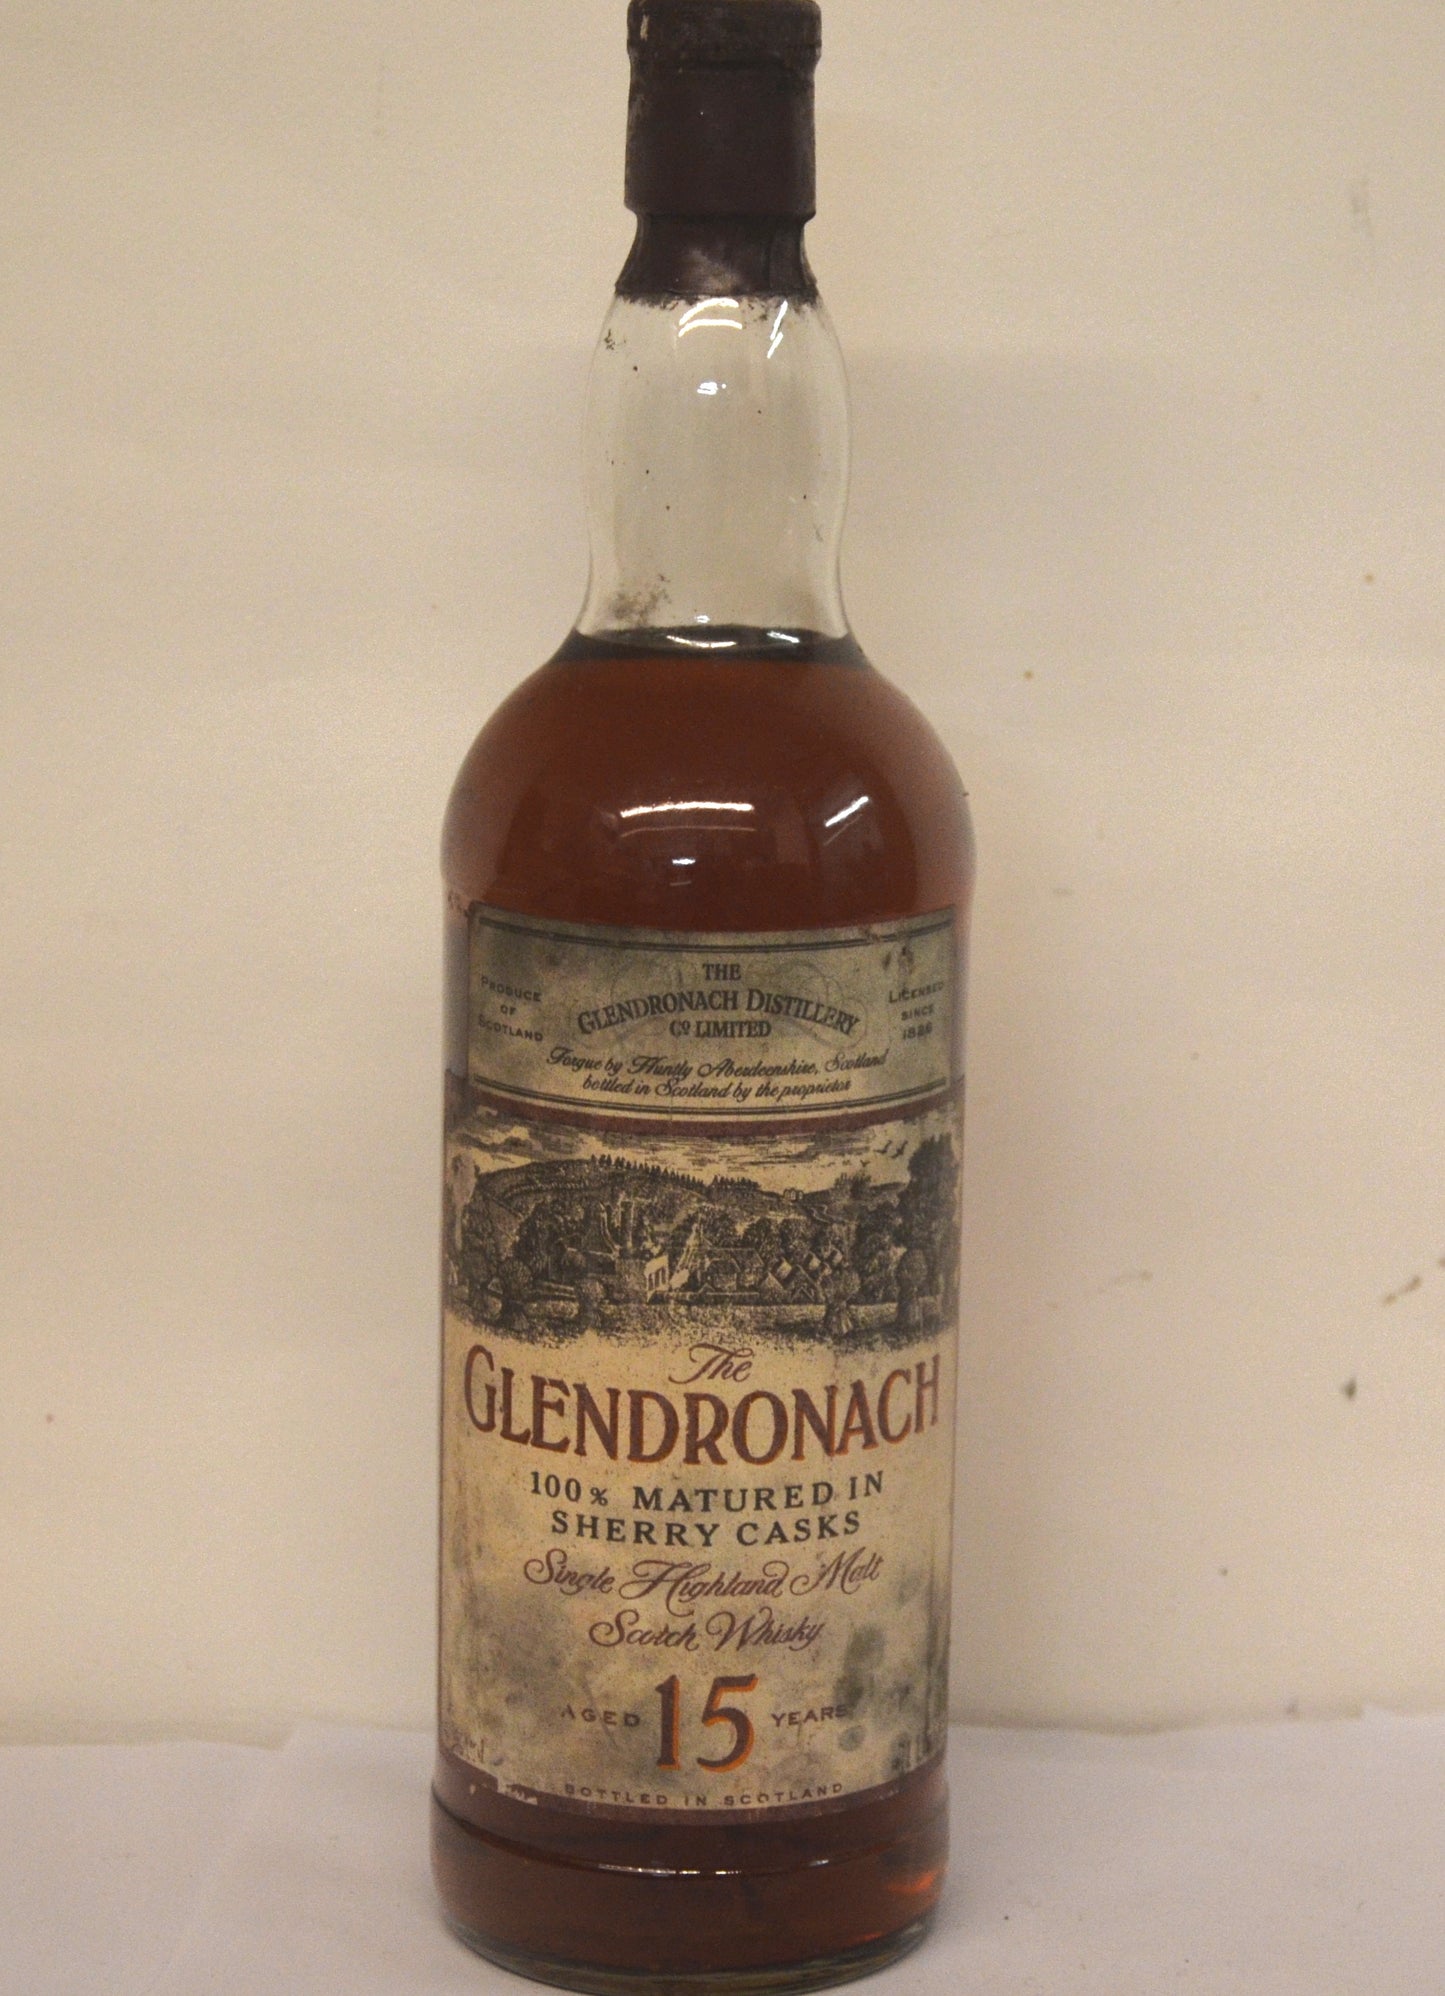 THE
GLENDRONACH DISTILLERY
Cº LIMITED
PRODUCE
OF
SCOTLAND
LICENSED
SINCE
1826
Forgue by Huntly Aberdeenshire, Scotland
bottled in Scotland by the proprietor
The
GLENDRONACH
100% MATURED IN
SHERRY CASKS
Single Highland Malt
Scotch Whisky
AGED 15 YEARS
BOTTLED IN SCOTLAND